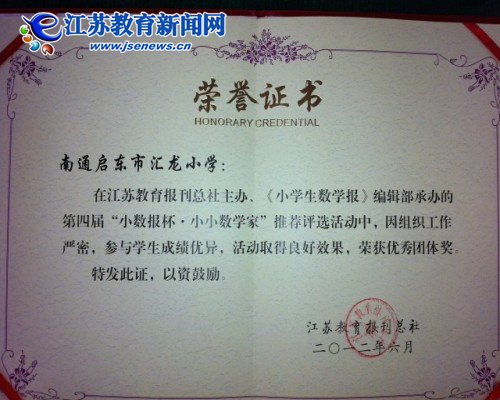 江苏教育新闻网
www.jsenews.cn
荣誉证书
HONORARY CREDENTIAL
南通启东市汇龙小学：
在江苏教育报刊总社主办、《小学生数学报》编辑部承办的
第四届“小数报杯·小小数学家”推荐评选活动中，因组织工作
严密，参与学生成绩优异，活动取得良好效果，荣获优秀团体奖。
特发此证，以资鼓励。
江苏教育报刊总社
二〇一二年六月